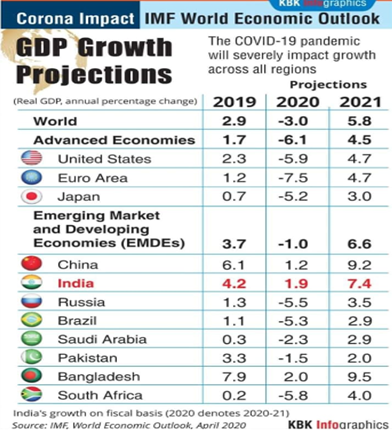 KBK Infographics
Corona Impact IMF World Economic Outlook
GDP Growth
Projections
The COVID-19 pandemic
will severely impact growth
across all regions
Projections
(Real GDP, annual percentage change) 2019 2020 2021
World 2.9 -3.0 5.8
Advanced Economies 1.7 -6.1 4.5
United States 2.3 -5.9 4.7
Euro Area 1.2 -7.5 4.7
Japan 0.7 -5.2 3.0
Emerging Market
and Developing
Economies (EMDEs) 3.7 -1.0 6.6
China 6.1 1.2 9.2
India 4.2 1.9 7.4
Russia 1.3 -5.5 3.5
Brazil 1.1 -5.3 2.9
Saudi Arabia 0.3 -2.3 2.9
Pakistan 3.3 -1.5 2.0
Bangladesh 7.9 2.0 9.5
South Africa 0.2 -5.8 4.0
India's growth on fiscal basis (2020 denotes 2020-21)
Source: IMF, World Economic Outlook, April 2020 KBK Infographics